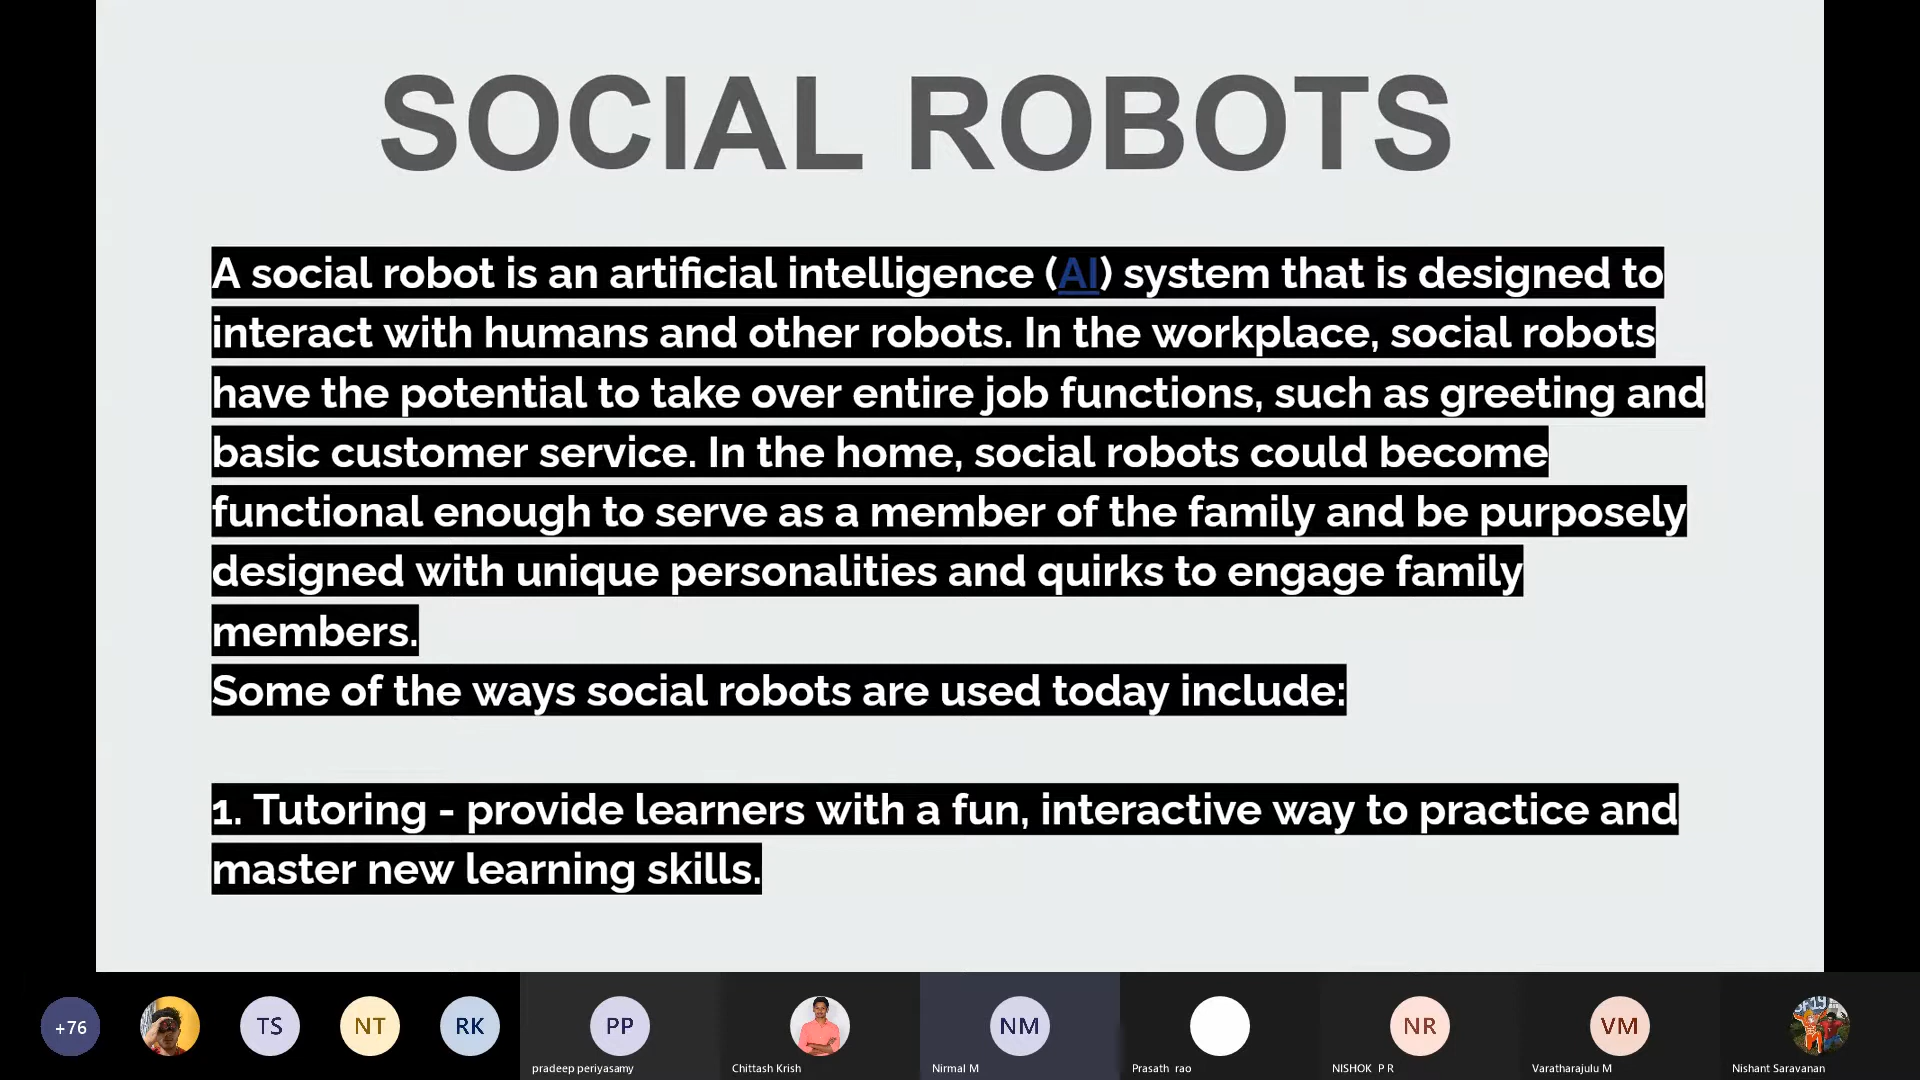 SOCIAL ROBOTS
A social robot is an artificial intelligence (AI) system that is designed to
interact with humans and other robots. In the workplace, social robots
have the potential to take over entire job functions, such as greeting and
basic customer service. In the home, social robots could become
functional enough to serve as a member of the family and be purposely
designed with unique personalities and quirks to engage family
members.
Some of the ways social robots are used today include:
1. Tutoring - provide learners with a fun, interactive way to practice and
master new learning skills.
+76 TS NT RK PP NM NR VM
pradeep periyasamy Chittash Krish Nirmal M Prasath rao NISHOK P R Varatharajulu M Nishant Saravanan